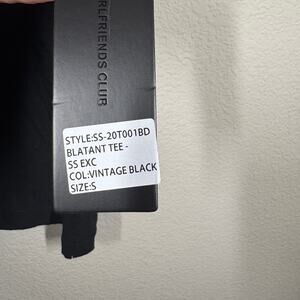 RLFRIENDS CLUB
STYLE:SS-20T001BD
BLATANT TEE -
SS EXC
COL:VINTAGE BLACK
SIZE:S